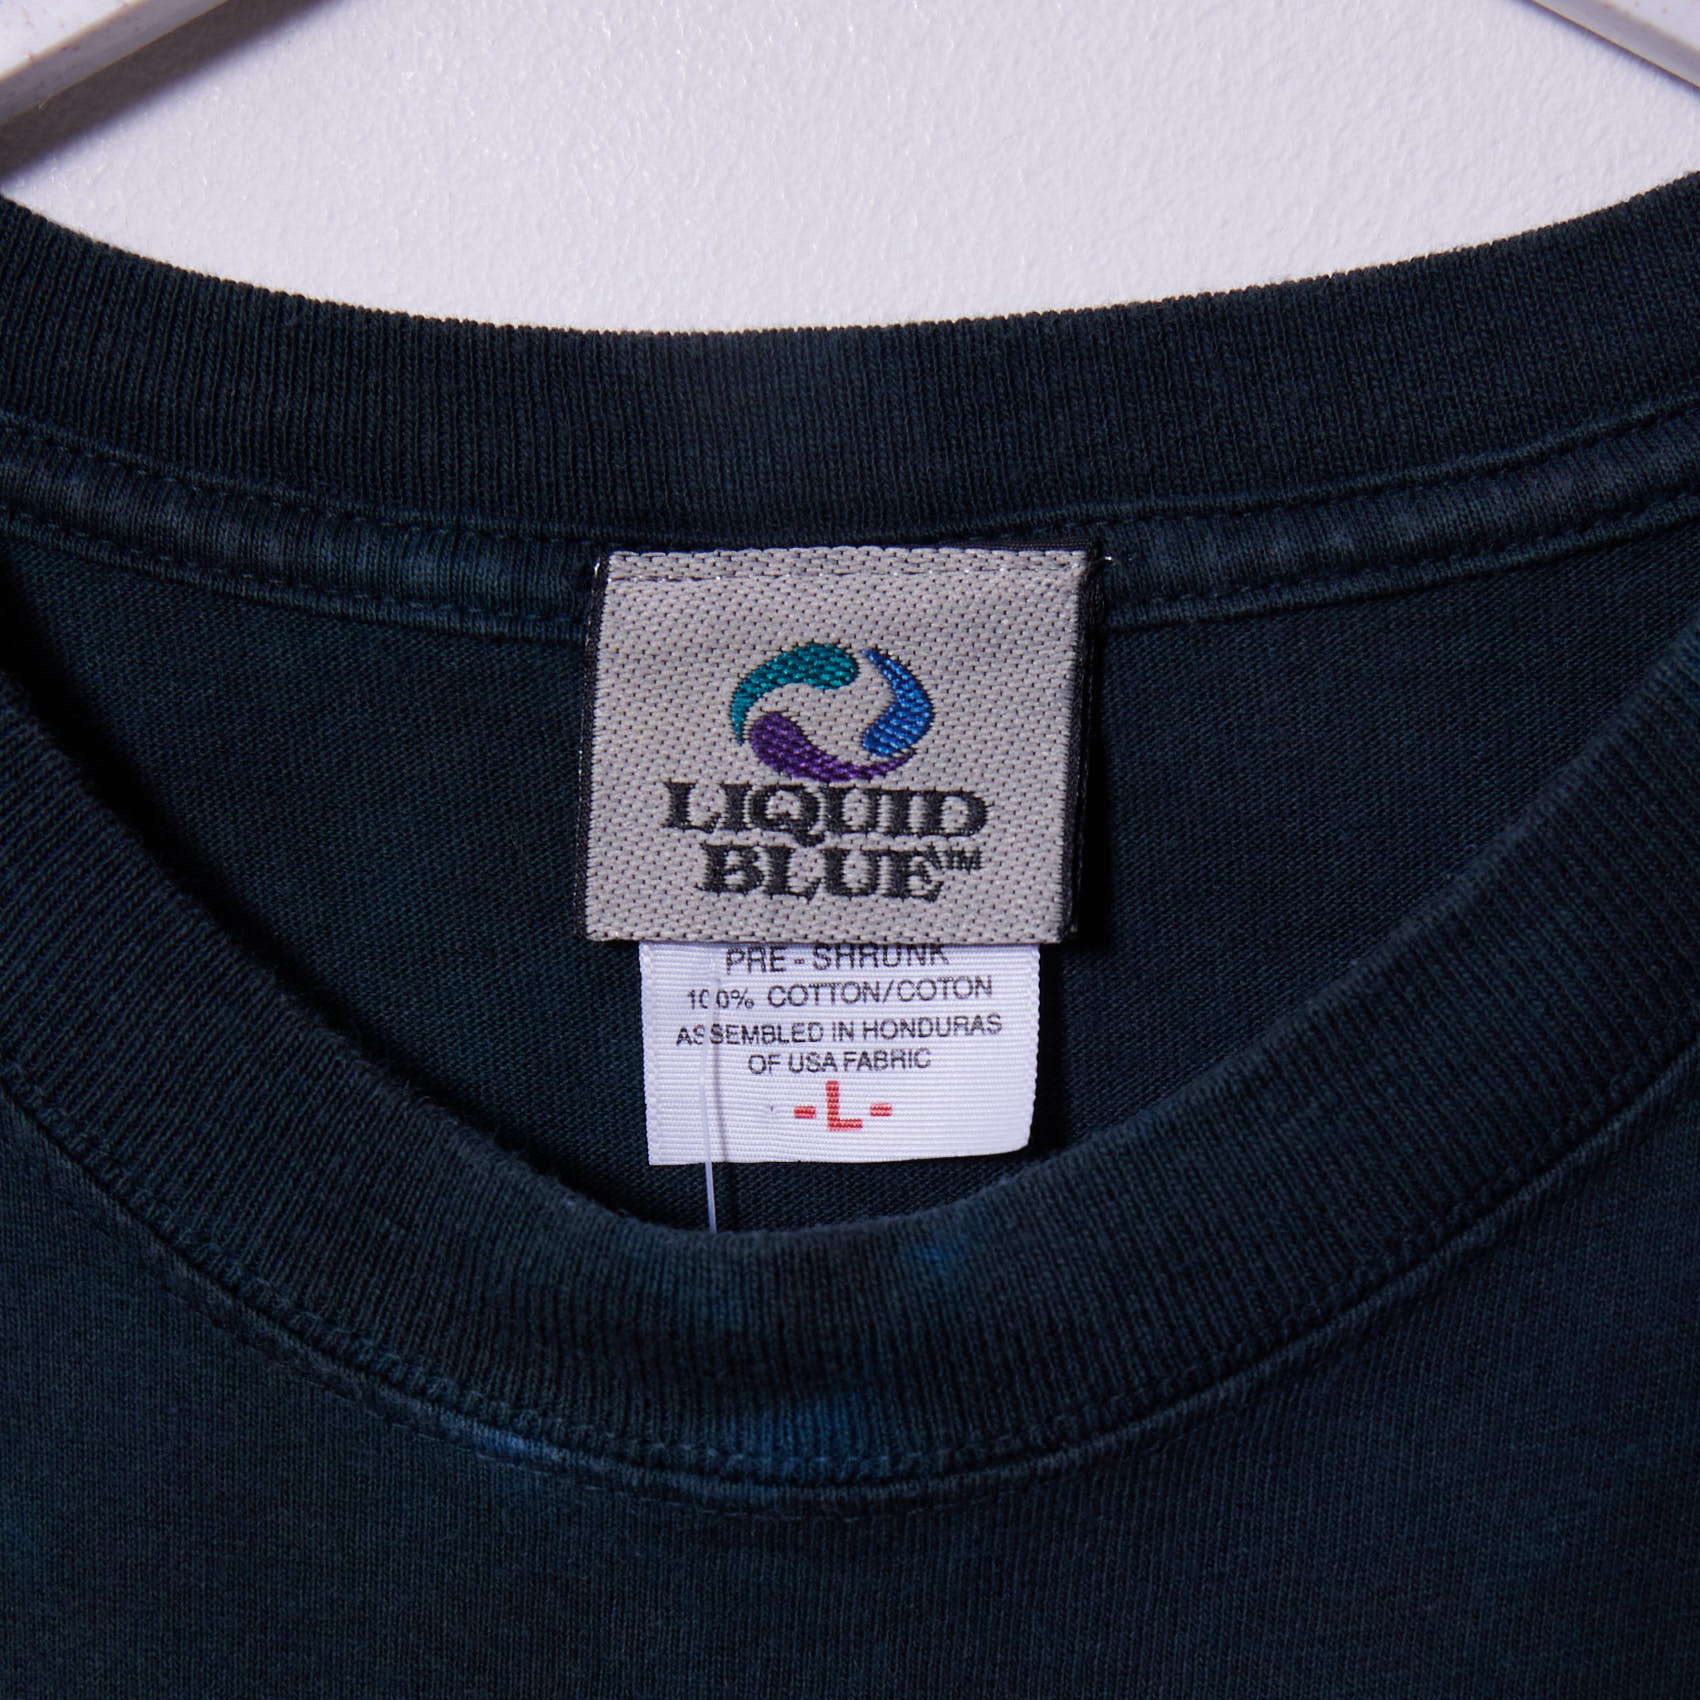 LIQUID
BLUE™
PRE-SHRUNK
100% COTTON/COTON
ASSEMBLED IN HONDURAS
OF USA FABRIC
-L-